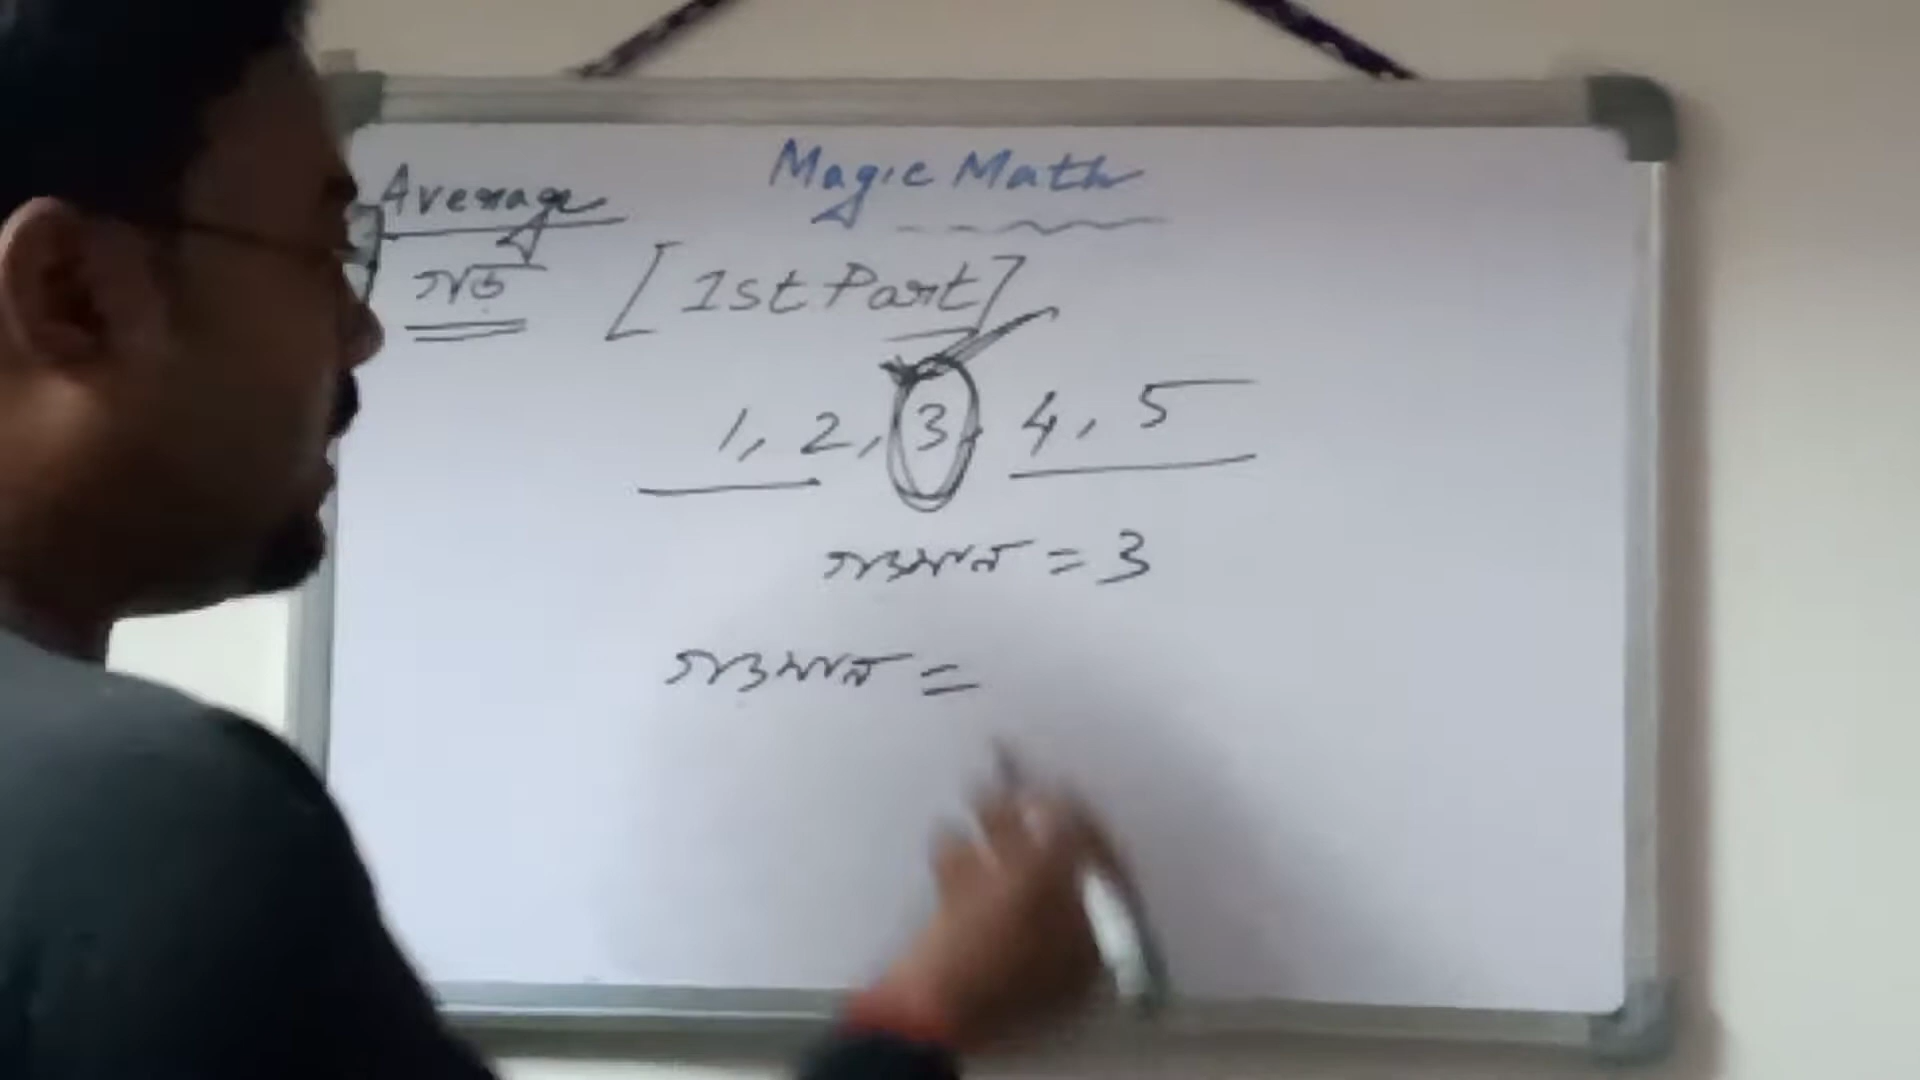 Magic Math
Average
গড় [1st Part]
1, 2, 3, 4, 5
গড়মান = 3
গড়মান =